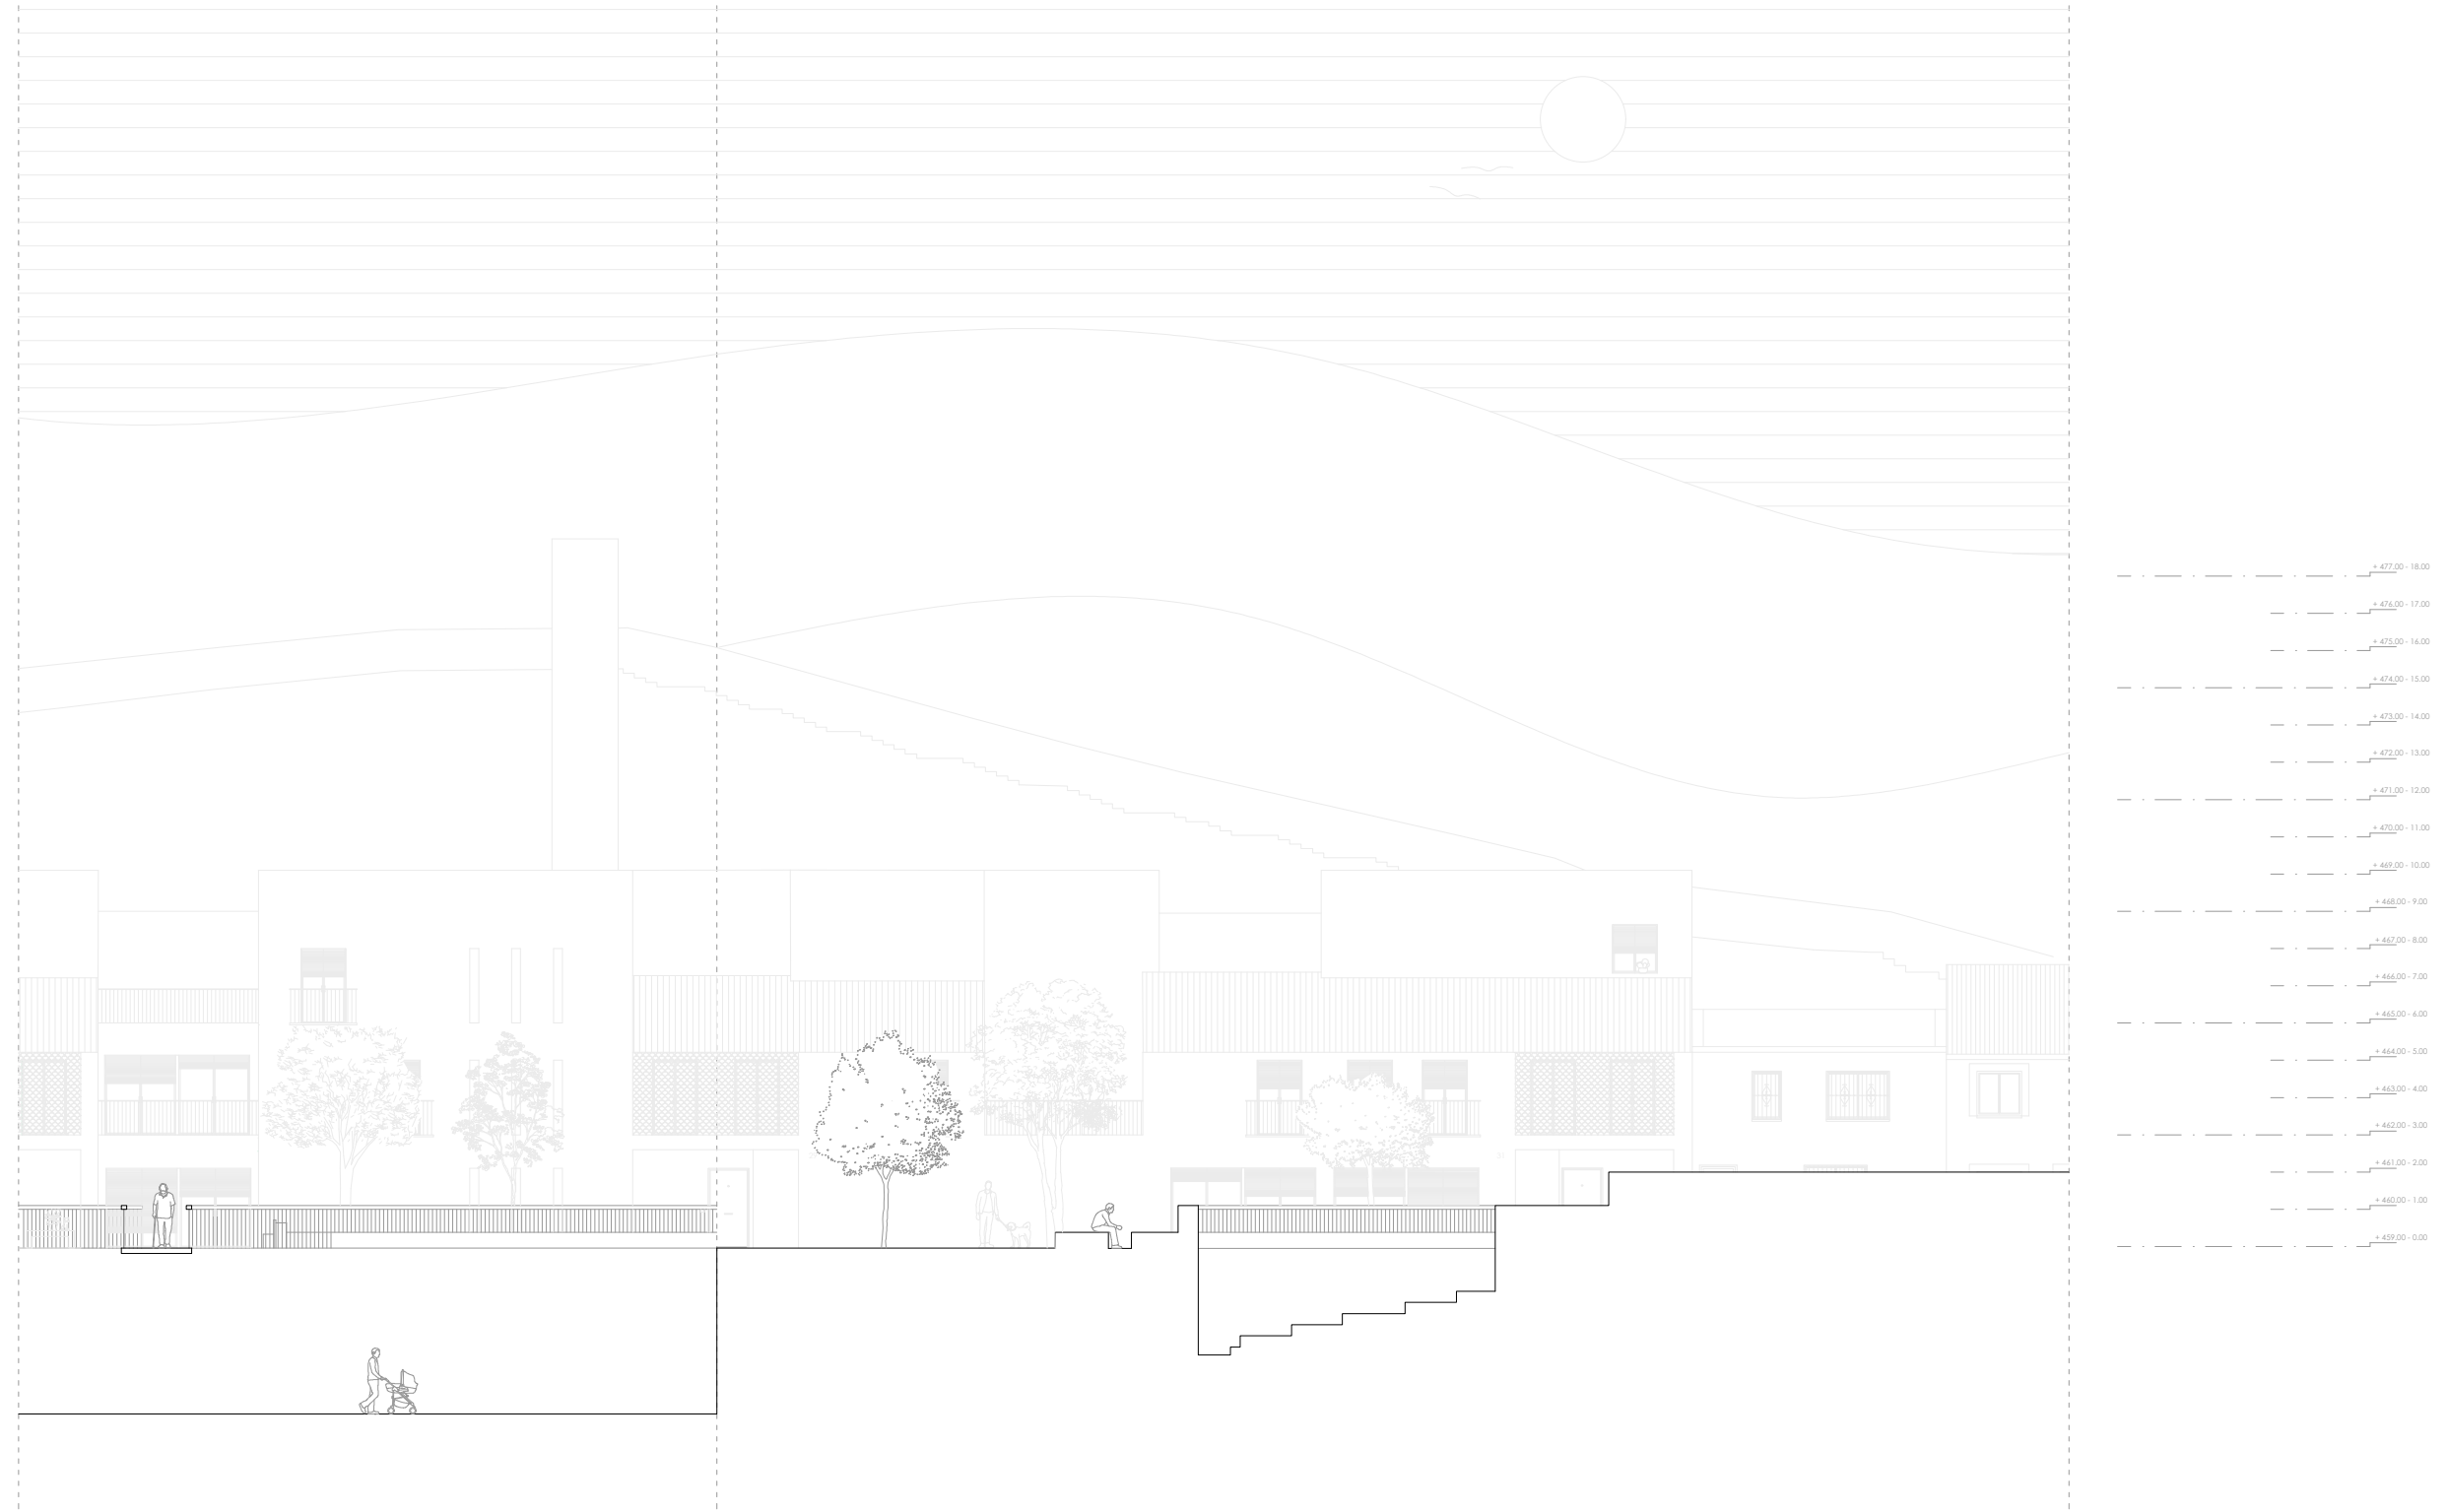 + 477,00 - 18.00
+ 476,00 - 17.00
+ 475,00 - 16.00
+ 474,00 - 15.00
+ 473,00 - 14.00
+ 472,00 - 13.00
+ 471,00 - 12.00
+ 470,00 - 11.00
+ 469,00 - 10.00
+ 468,00 - 9.00
+ 467,00 - 8.00
+ 466,00 - 7.00
+ 465,00 - 6.00
+ 464,00 - 5.00
+ 463,00 - 4.00
+ 462,00 - 3.00
+ 461,00 - 2.00
+ 460,00 - 1.00
+ 459,00 - 0.00